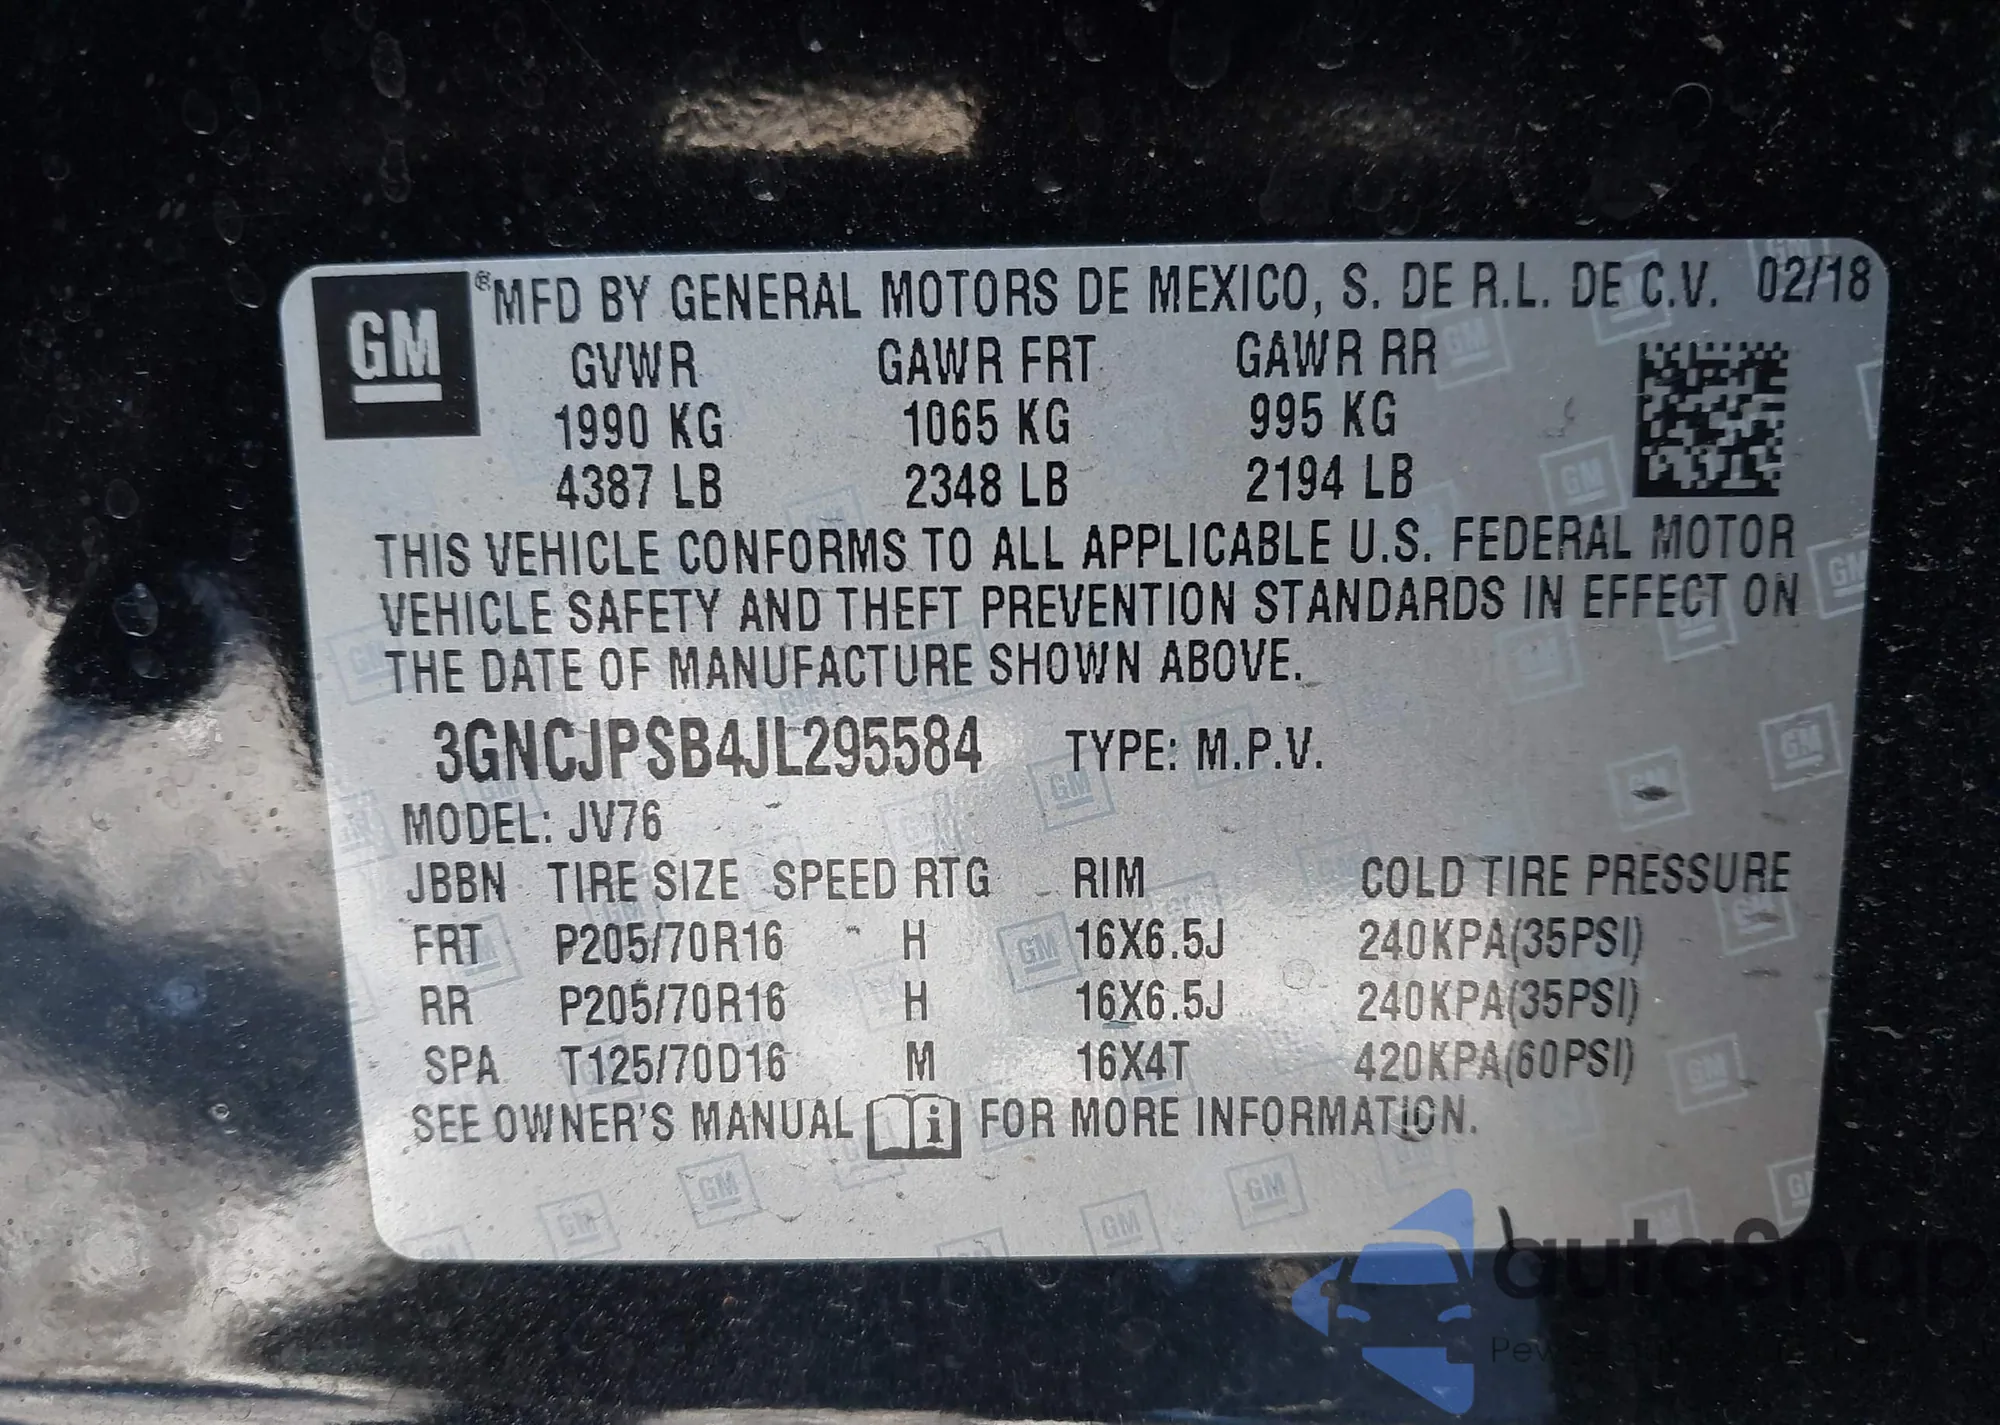 GM ® MFD BY GENERAL MOTORS DE MEXICO, S. DE R.L. DE C.V. 02/18
GVWR GAWR FRT GAWR RR
1990 KG 1065 KG 995 KG
4387 LB 2348 LB 2194 LB
THIS VEHICLE CONFORMS TO ALL APPLICABLE U.S. FEDERAL MOTOR
VEHICLE SAFETY AND THEFT PREVENTION STANDARDS IN EFFECT ON
THE DATE OF MANUFACTURE SHOWN ABOVE.
3GNCJPSB4JL295584 TYPE: M.P.V.
MODEL: JV76
JBBN TIRE SIZE SPEED RTG RIM COLD TIRE PRESSURE
FRT P205/70R16 H 16X6.5J 240KPA(35PSI)
RR P205/70R16 H 16X6.5J 240KPA(35PSI)
SPA T125/70D16 M 16X4T 420KPA(60PSI)
SEE OWNER'S MANUAL i FOR MORE INFORMATION.
autoSnap